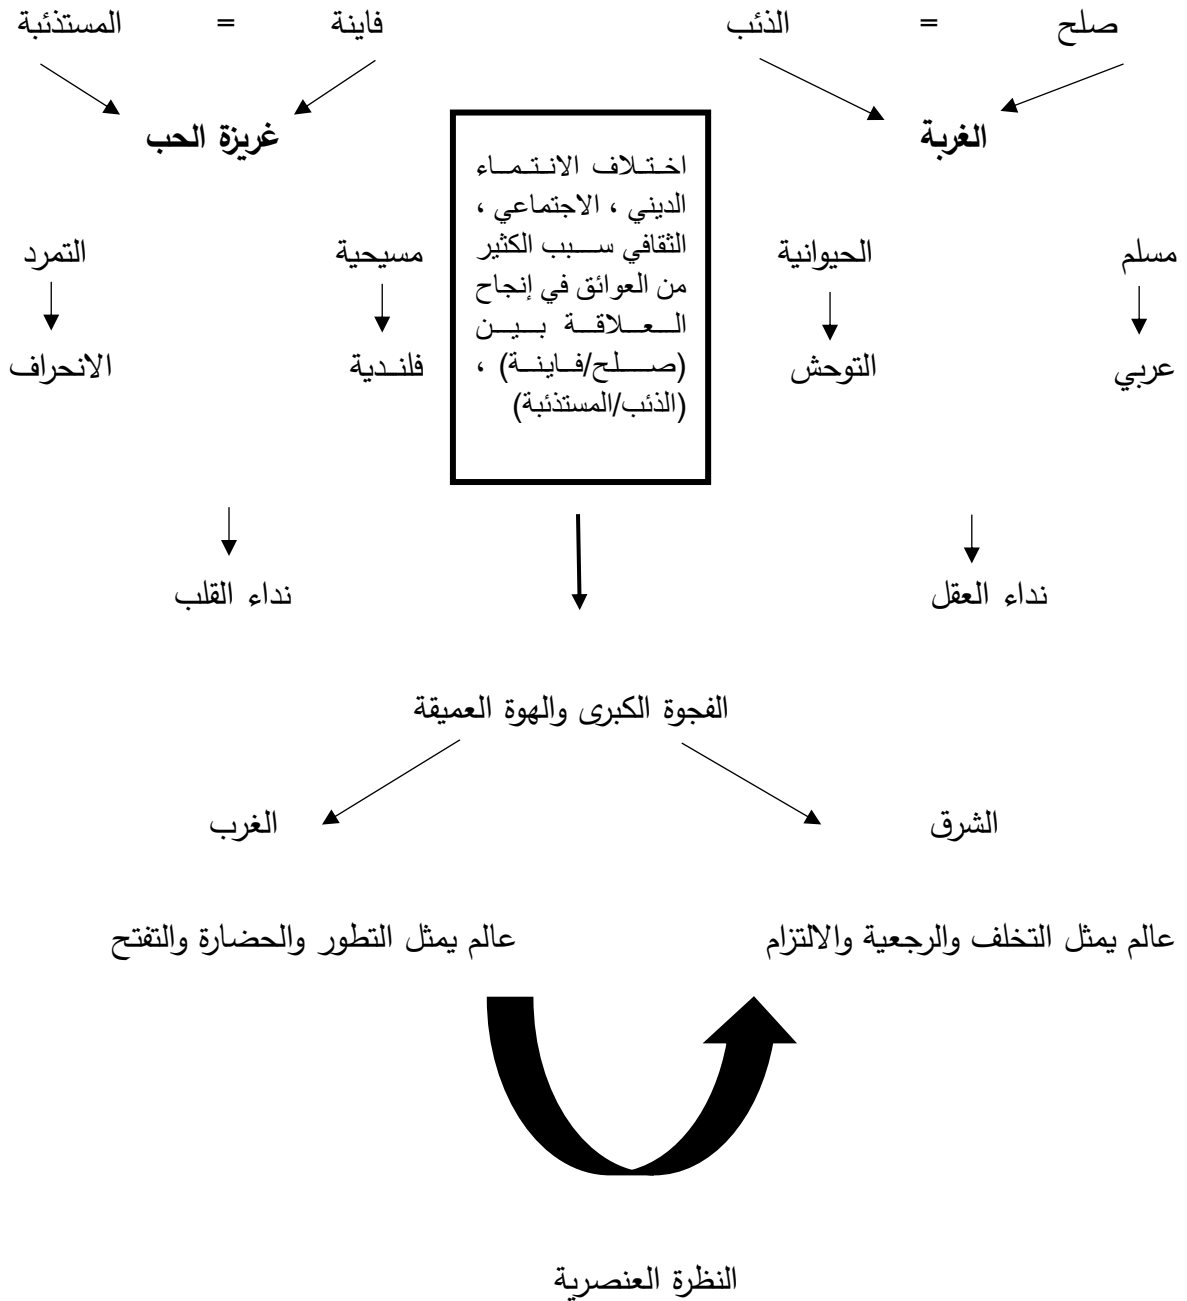 صلح = الذئب فاينة = المستذئبة
الغربة غريزة الحب
اختلاف الانتماء
الديني ، الاجتماعي ،
الثقافي سبب الكثير
من العوائق في إنجاح
العلاقة بين
(صلح/فاينة) ،
(الذئب/المستذئبة)
مسلم الحيوانية مسيحية التمرد
عربي التوحش فلندية الانحراف
نداء العقل نداء القلب
الفجوة الكبرى والهوة العميقة
الشرق الغرب
عالم يمثل التخلف والرجعية والالتزام عالم يمثل التطور والحضارة والتفتح
النظرة العنصرية